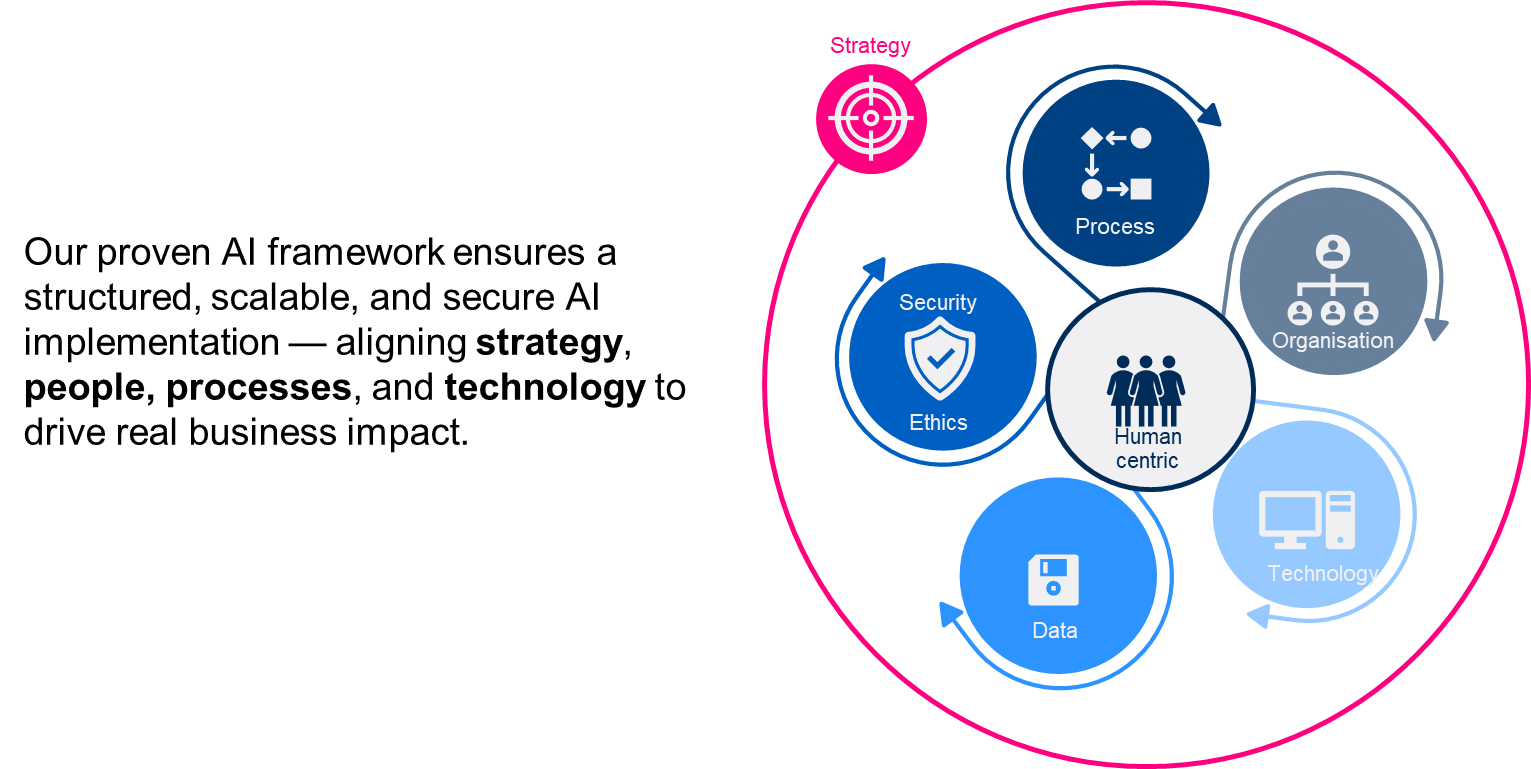 Our proven AI framework ensures a
structured, scalable, and secure AI
implementation — aligning strategy,
people, processes, and technology to
drive real business impact.
Strategy
Process
Organisation
Security
Ethics
Human
centric
Technology
Data